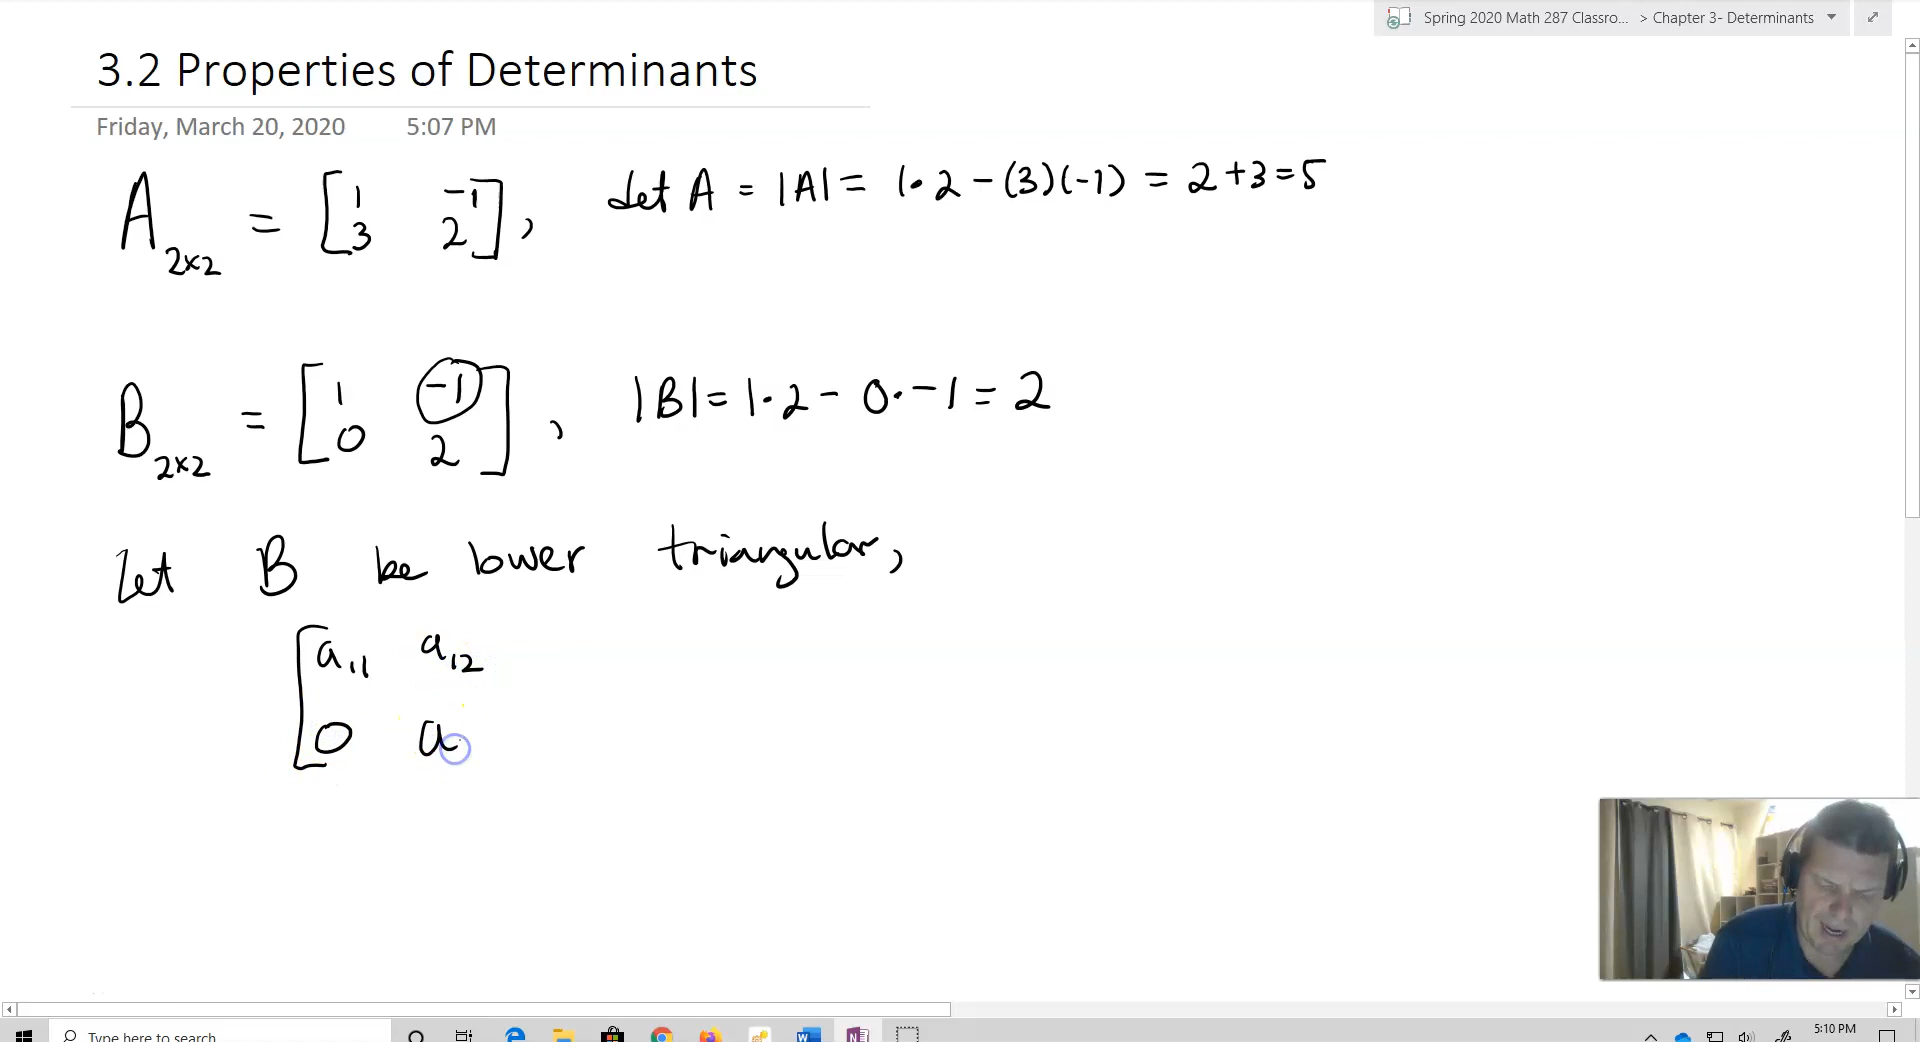 Spring 2020 Math 287 Classro... > Chapter 3- Determinants
3.2 Properties of Determinants
Friday, March 20, 2020 5:07 PM
A₂ₓ₂ = [1 -1; 3 2], det A = |A| = 1·2 - (3)(-1) = 2+3=5
B₂ₓ₂ = [1 -1; 0 2], |B| = 1·2 - 0·-1 = 2
Let B be lower triangular,
[a₁₁ a₁₂
0 a
Type here to search
5:10 PM